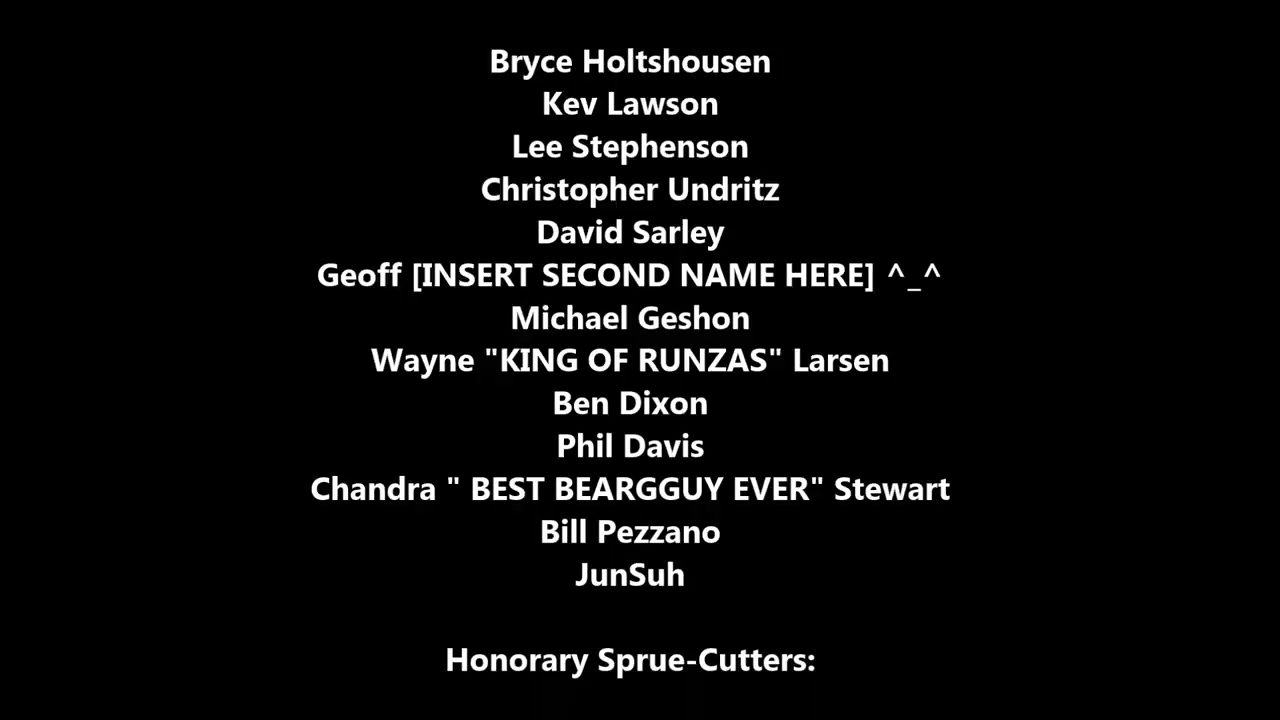 Bryce Holtshousen
Kev Lawson
Lee Stephenson
Christopher Undritz
David Sarley
Geoff [INSERT SECOND NAME HERE] ^_^
Michael Geshon
Wayne "KING OF RUNZAS" Larsen
Ben Dixon
Phil Davis
Chandra " BEST BEARGGUY EVER" Stewart
Bill Pezzano
JunSuh
Honorary Sprue-Cutters: